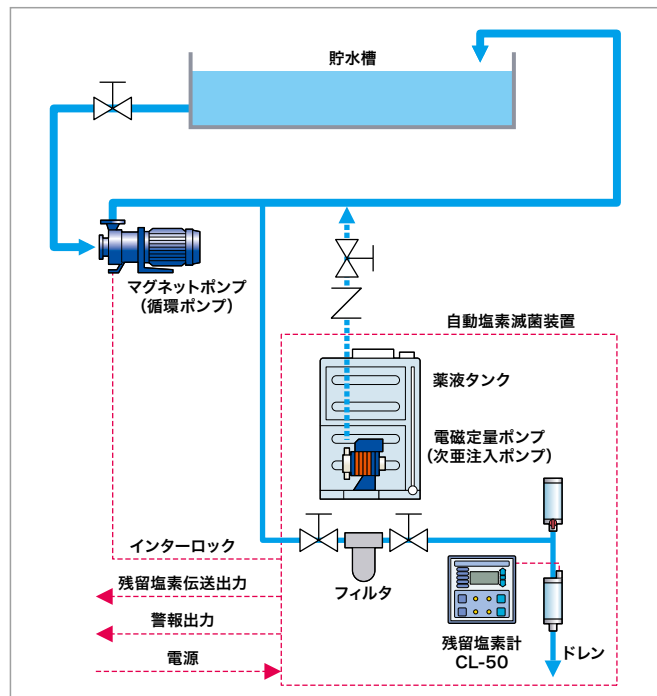 貯水槽
マグネットポンプ
（循環ポンプ）
自動塩素滅菌装置
薬液タンク
電磁定量ポンプ
（次亜注入ポンプ）
インターロック
フィルタ
残留塩素伝送出力
警報出力
電源
残留塩素計
CL-50
ドレン